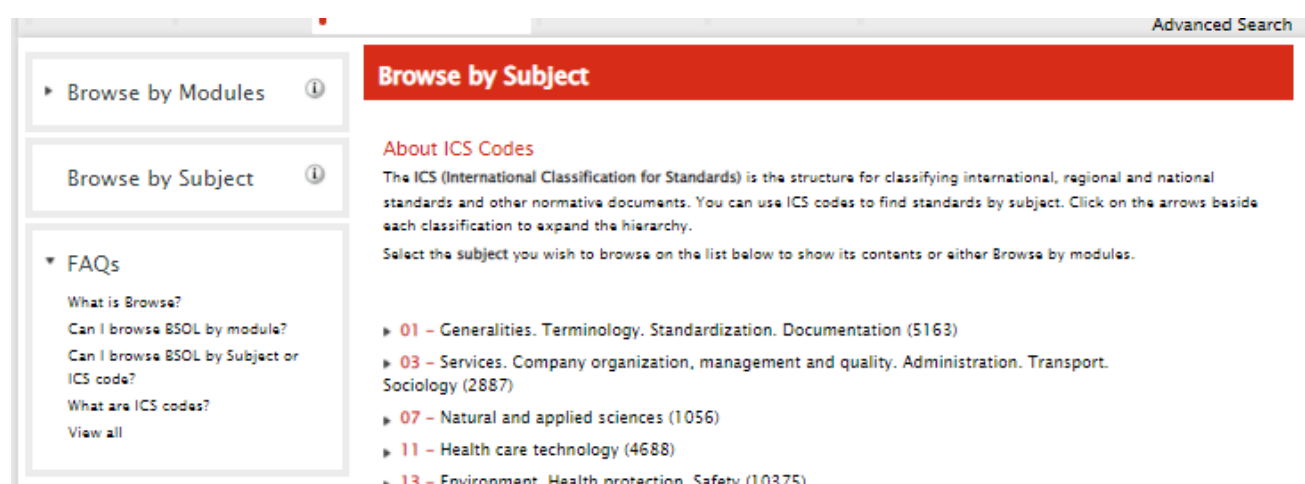 Advanced Search
Browse by Modules
Browse by Subject
FAQs
What is Browse?
Can I browse BSOL by module?
Can I browse BSOL by Subject or
ICS code?
What are ICS codes?
View all
Browse by Subject
About ICS Codes
The ICS (International Classification for Standards) is the structure for classifying international, regional and national
standards and other normative documents. You can use ICS codes to find standards by subject. Click on the arrows beside
each classification to expand the hierarchy.
Select the subject you wish to browse on the list below to show its contents or either Browse by modules.
01 – Generalities. Terminology. Standardization. Documentation (5163)
03 – Services. Company organization, management and quality. Administration. Transport.
Sociology (2887)
07 – Natural and applied sciences (1056)
11 – Health care technology (4688)
13 – Environment. Health protection. Safety (10375)